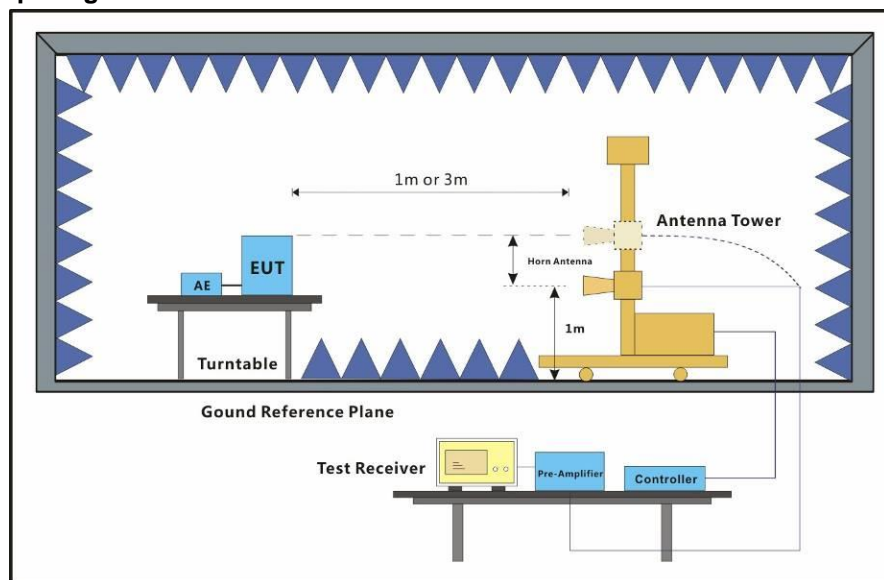 1m or 3m
Antenna Tower
EUT
Horn Antenna
AE
1m
Turntable
Gound Reference Plane
Test Receiver
Pre-Amplifier
Controller